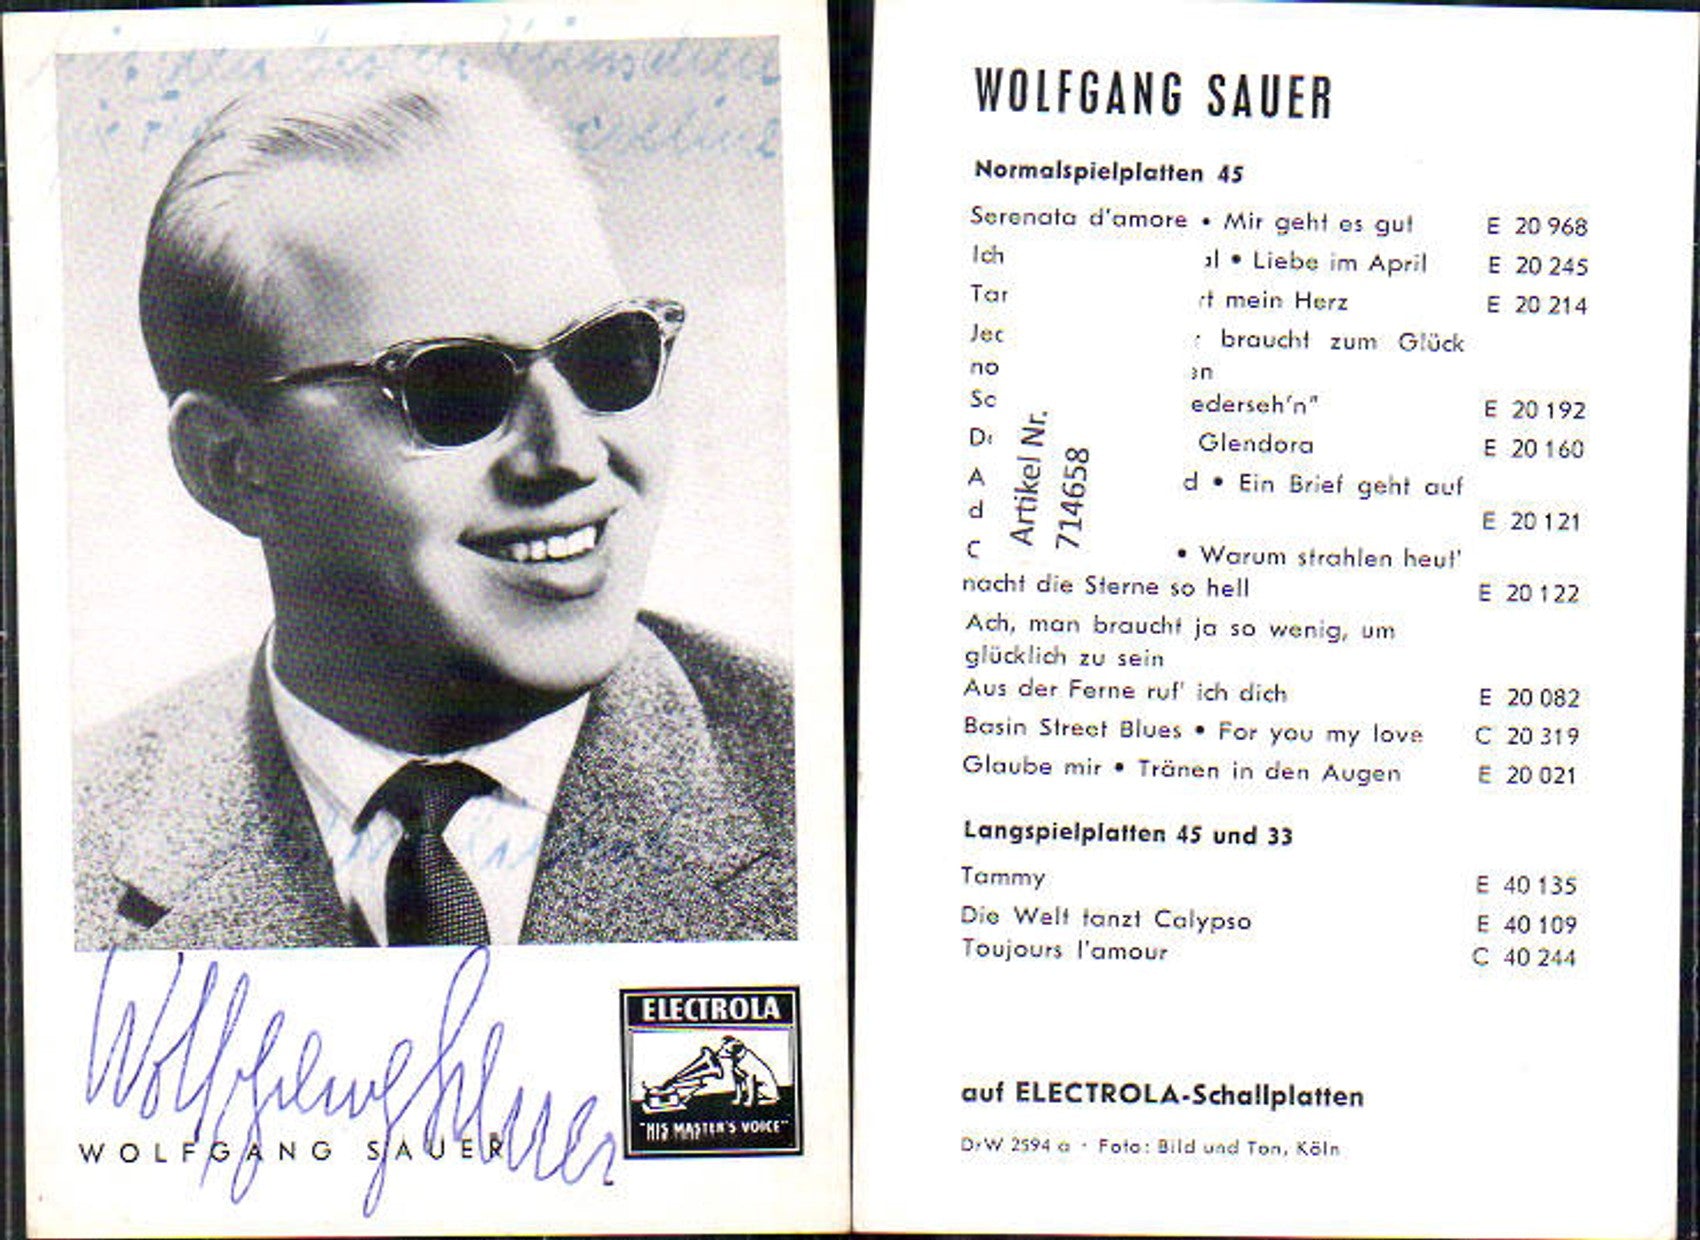 Wolfgang Sauer
WOLFGANG SAUER
ELECTROLA
"HIS MASTER'S VOICE"
WOLFGANG SAUER
Normalspielplatten 45
Serenata d'amore • Mir geht es gut E 20 968
Ich • Liebe im April E 20 245
mein Herz E 20 214
braucht zum Glück
ederseh'n" E 20 192
Glendora E 20 160
A d • Ein Brief geht auf
d E 20 121
C • Warum strahlen heut'
nacht die Sterne so hell E 20 122
Ach, man braucht ja so wenig, um
glücklich zu sein
Aus der Ferne ruf' ich dich E 20 082
Basin Street Blues • For you my love C 20 319
Glaube mir • Tränen in den Augen E 20 021
Artikel Nr.
714658
Langspielplatten 45 und 33
Tammy E 40 135
Die Welt tanzt Calypso E 40 109
Toujours l'amour C 40 244
auf ELECTROLA-Schallplatten
DrW 2594 a · Foto: Bild und Ton, Köln